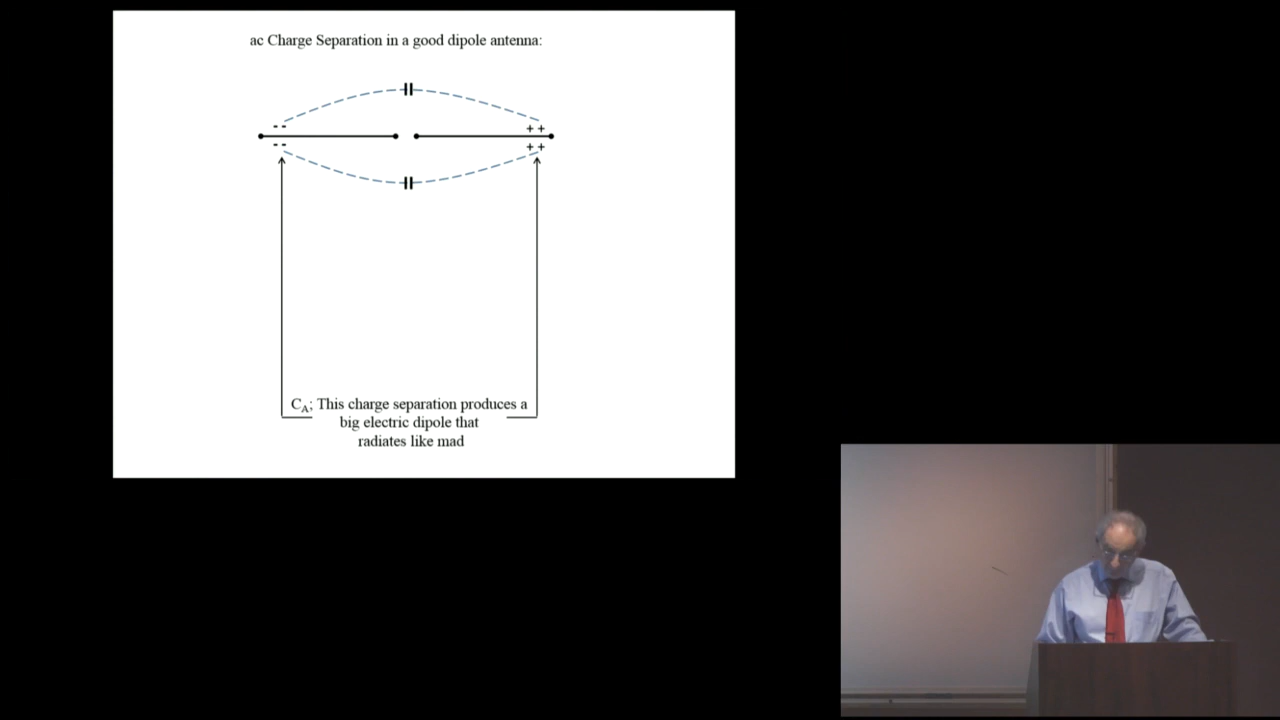 ac Charge Separation in a good dipole antenna:
- -
+ +
- -
+ +
C_A; This charge separation produces a
big electric dipole that
radiates like mad